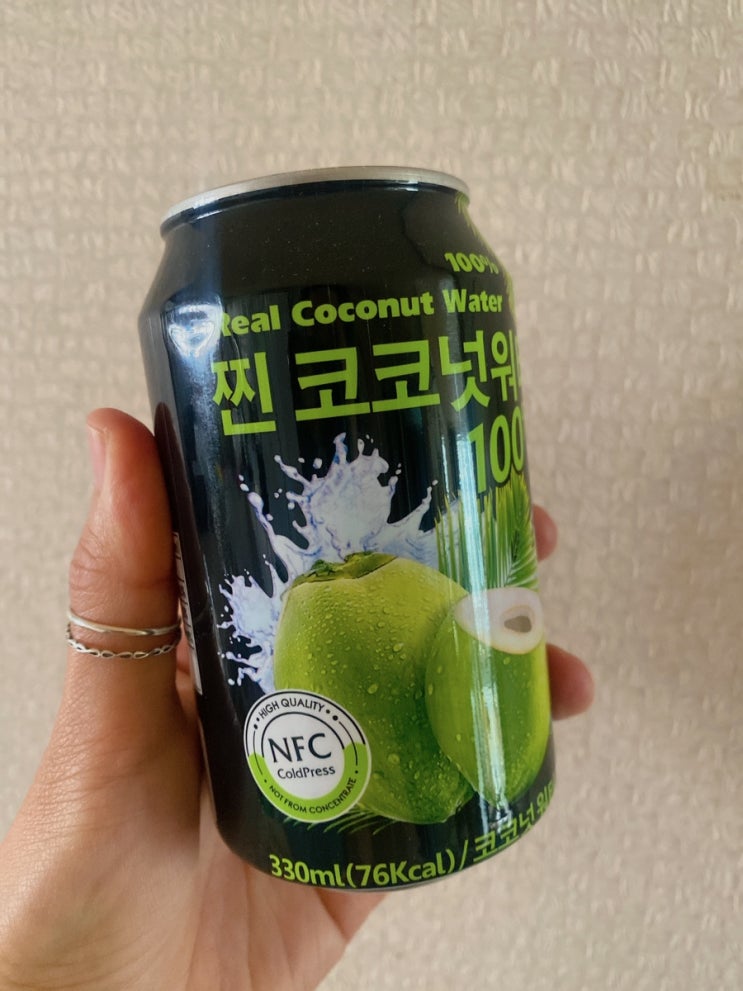 100%
Real Coconut Water
찐 코코넛워
100
HIGH QUALITY
NFC
ColdPress
NOT FROM CONCENTRATE
330ml(76Kcal)/코코넛워